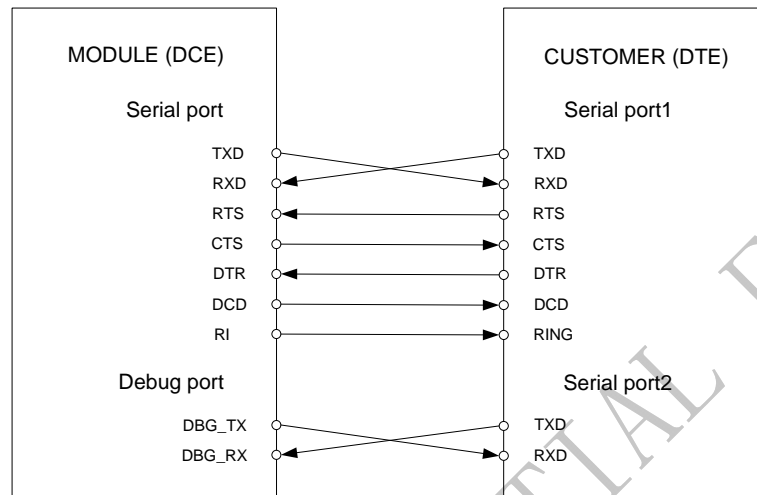 MODULE (DCE)
CUSTOMER (DTE)
Serial port
Serial port1
TXD
TXD
RXD
RXD
RTS
RTS
CTS
CTS
DTR
DTR
DCD
DCD
RI
RING
Debug port
Serial port2
DBG_TX
TXD
DBG_RX
RXD